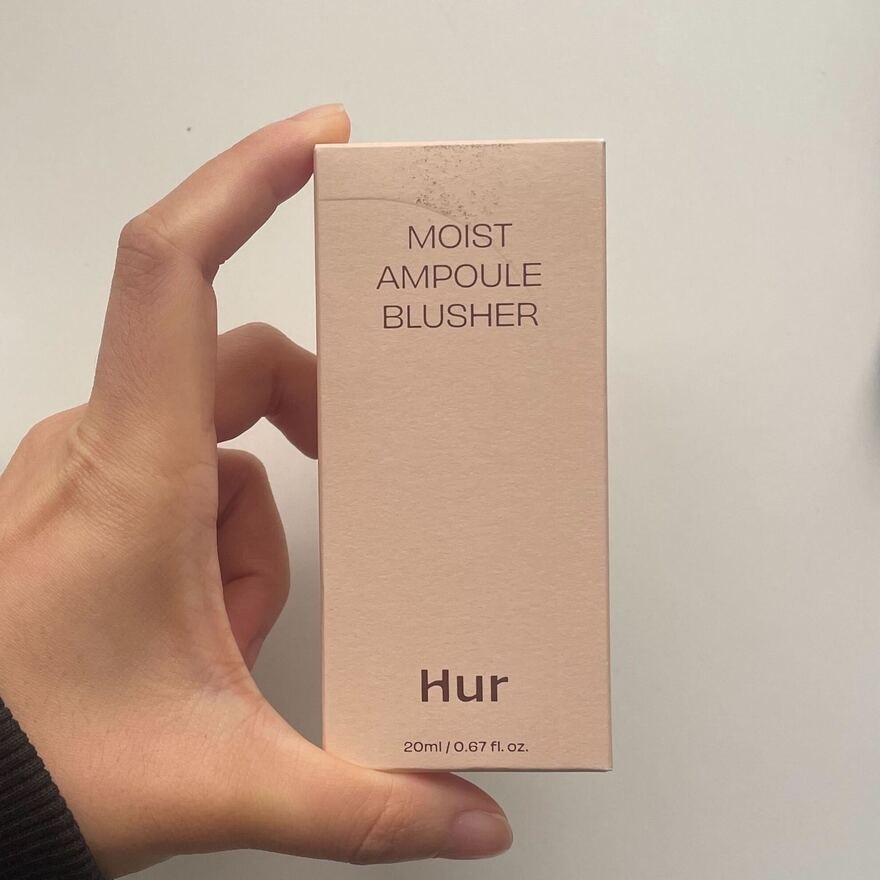 MOIST
AMPOULE
BLUSHER
Hur
20ml / 0.67 fl. oz.